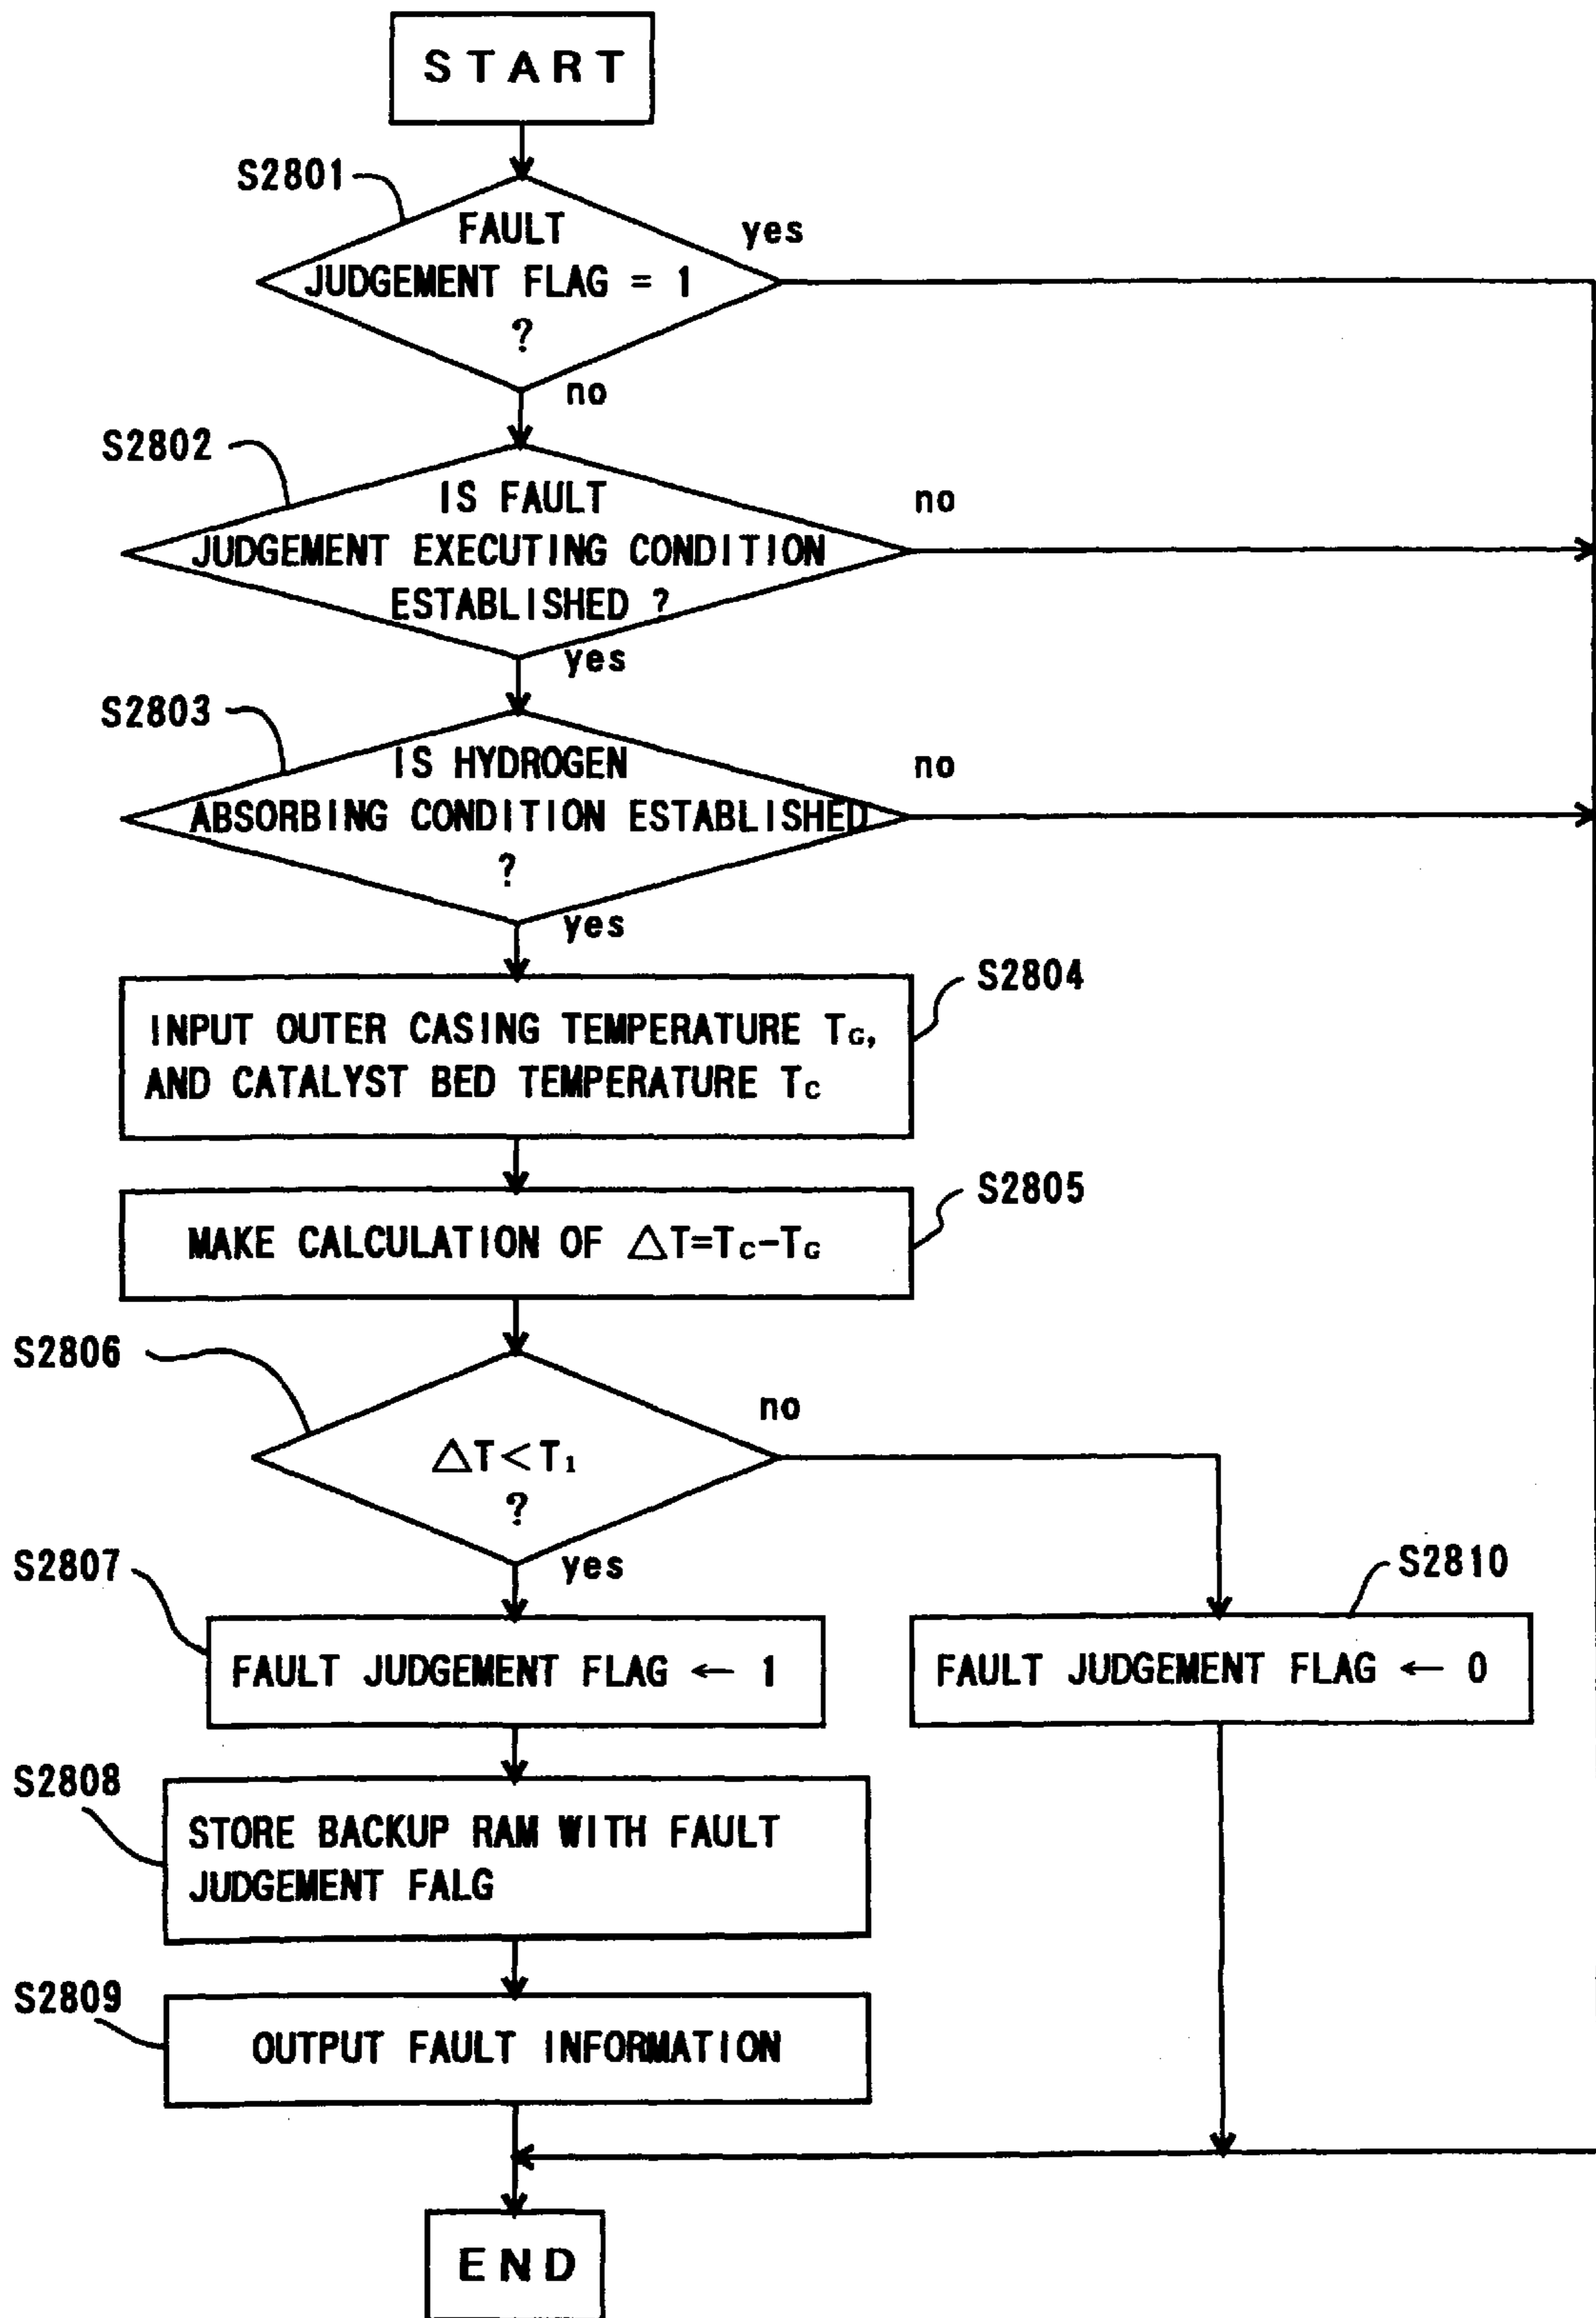 START
S2801
FAULT
JUDGEMENT FLAG = 1
?
yes
no
S2802
IS FAULT
JUDGEMENT EXECUTING CONDITION
ESTABLISHED ?
no
yes
S2803
IS HYDROGEN
ABSORBING CONDITION ESTABLISHED
?
no
yes
S2804
INPUT OUTER CASING TEMPERATURE TG,
AND CATALYST BED TEMPERATURE TC
S2805
MAKE CALCULATION OF △T=TC-TG
S2806
△T<T1
?
no
yes
S2807
FAULT JUDGEMENT FLAG ← 1
S2810
FAULT JUDGEMENT FLAG ← 0
S2808
STORE BACKUP RAM WITH FAULT
JUDGEMENT FALG
S2809
OUTPUT FAULT INFORMATION
END